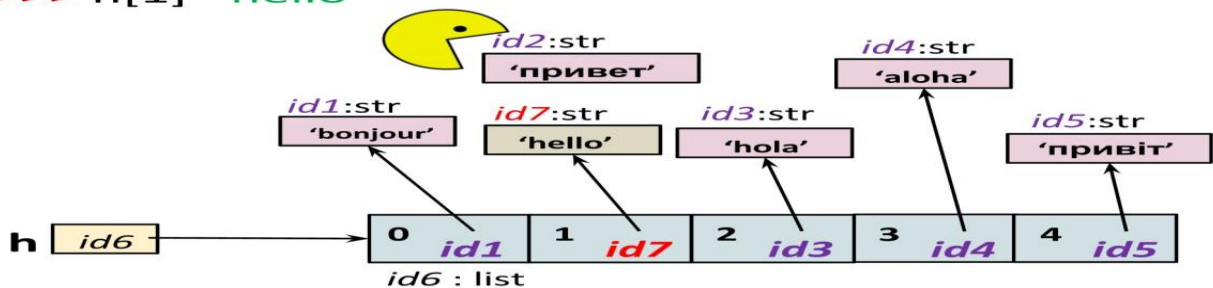 id2:str
'привет'
id4:str
'aloha'
id1:str
'bonjour'
id7:str
'hello'
id3:str
'hola'
id5:str
'привіт'
h id6
0 id1 1 id7 2 id3 3 id4 4 id5
id6 : list